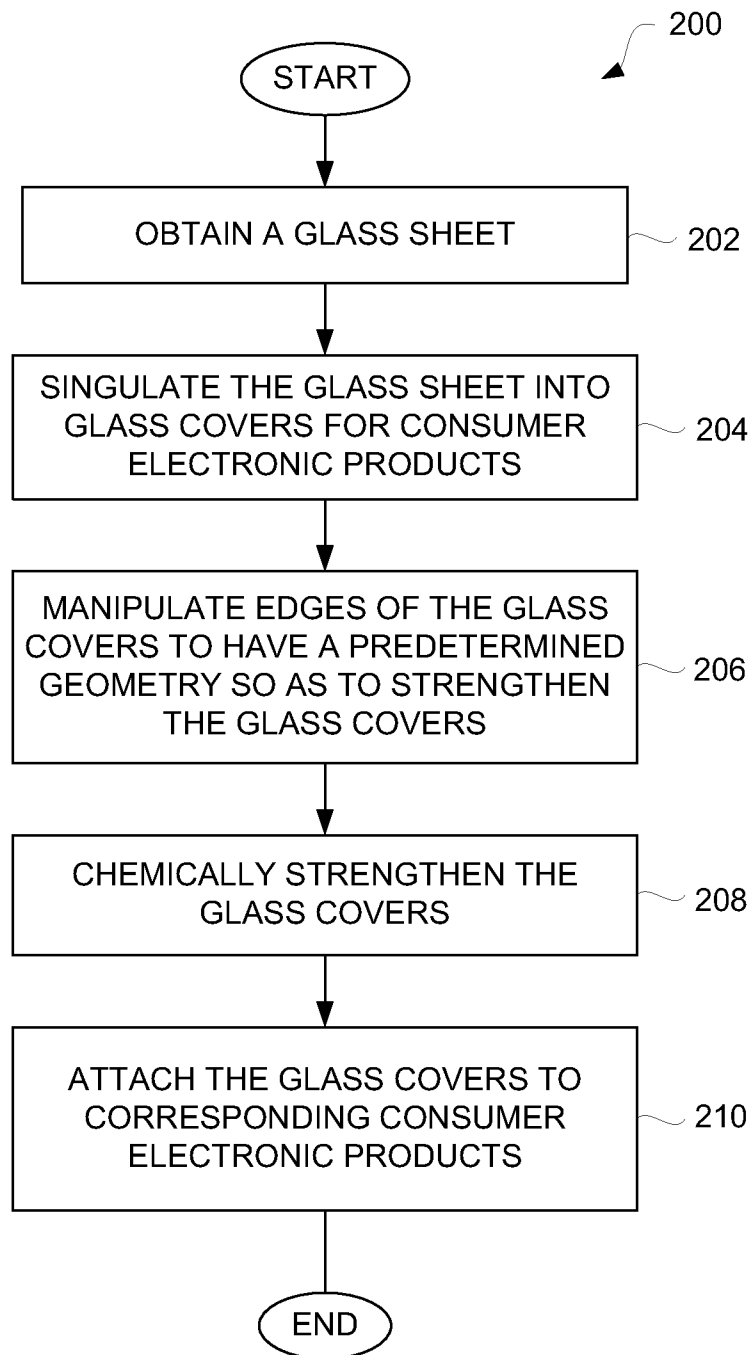 200
START
OBTAIN A GLASS SHEET
202
SINGULATE THE GLASS SHEET INTO
GLASS COVERS FOR CONSUMER
ELECTRONIC PRODUCTS
204
MANIPULATE EDGES OF THE GLASS
COVERS TO HAVE A PREDETERMINED
GEOMETRY SO AS TO STRENGTHEN
THE GLASS COVERS
206
CHEMICALLY STRENGTHEN THE
GLASS COVERS
208
ATTACH THE GLASS COVERS TO
CORRESPONDING CONSUMER
ELECTRONIC PRODUCTS
210
END